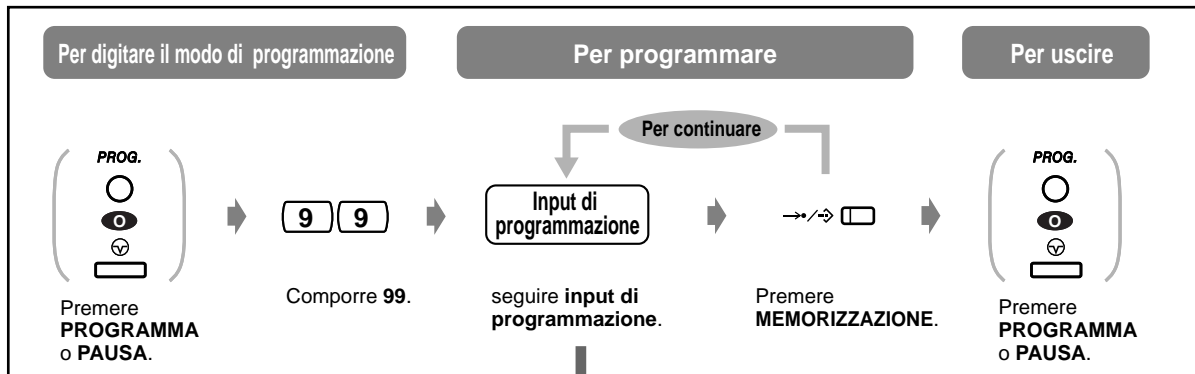 Per digitare il modo di programmazione
Per programmare
Per uscire
Per continuare
PROG.
O
9 9
Input di
programmazione
PROG.
O
Premere
PROGRAMMA
o PAUSA.
Comporre 99.
seguire input di
programmazione.
Premere
MEMORIZZAZIONE.
Premere
PROGRAMMA
o PAUSA.